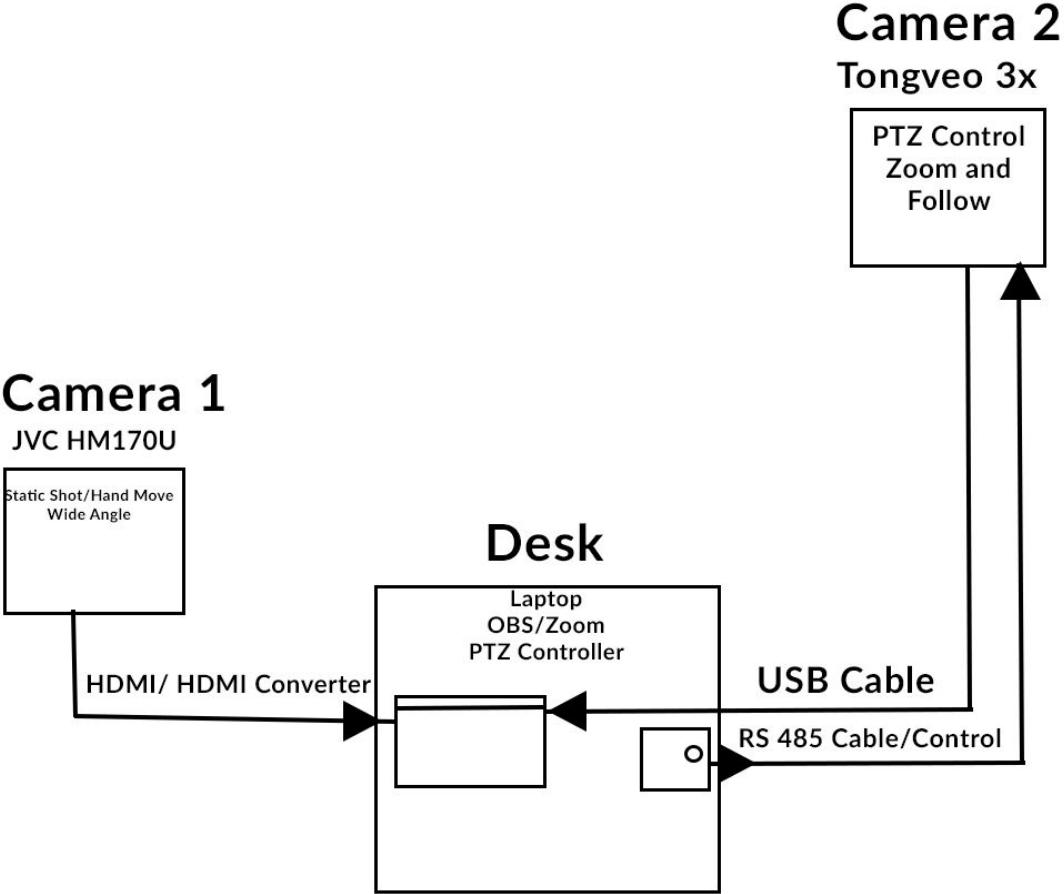 Camera 2
Tongveo 3x
PTZ Control
Zoom and
Follow
Camera 1
JVC HM170U
Static Shot/Hand Move
Wide Angle
Desk
Laptop
OBS/Zoom
PTZ Controller
HDMI/ HDMI Converter
USB Cable
RS 485 Cable/Control